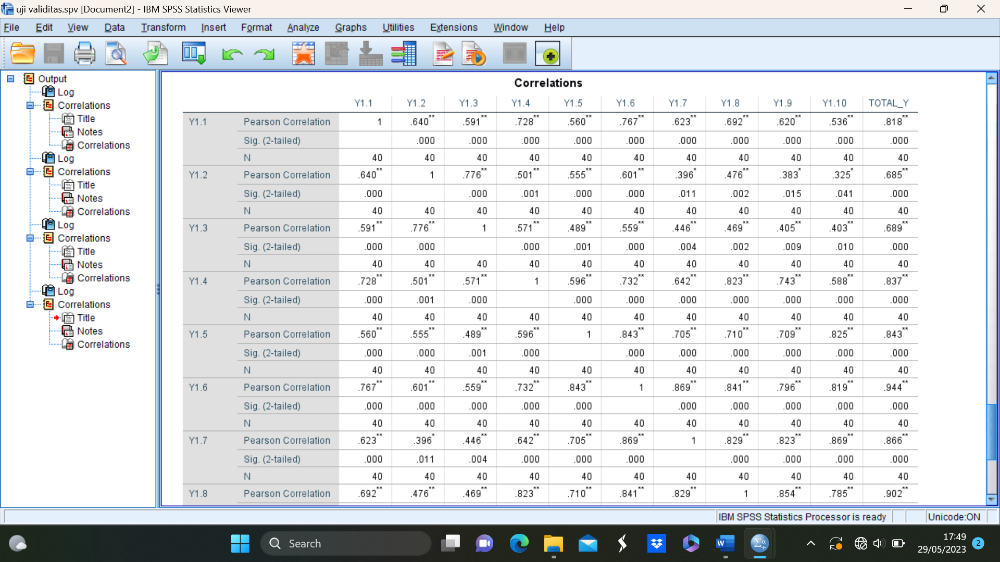 uji validitas.spv [Document2] - IBM SPSS Statistics Viewer
File Edit View Data Transform Insert Format Analyze Graphs Utilities Extensions Window Help
Output
Log
Correlations
Title
Notes
Correlations
Log
Correlations
Title
Notes
Correlations
Log
Correlations
Title
Notes
Correlations
Log
Correlations
Title
Notes
Correlations
Correlations
Y1.1 Y1.2 Y1.3 Y1.4 Y1.5 Y1.6 Y1.7 Y1.8 Y1.9 Y1.10 TOTAL_Y
Y1.1 Pearson Correlation 1 .640** .591** .728** .560** .767** .623** .692** .620** .536** .818**
Sig. (2-tailed) .000 .000 .000 .000 .000 .000 .000 .000 .000 .000
N 40 40 40 40 40 40 40 40 40 40 40
Y1.2 Pearson Correlation .640** 1 .776** .501** .555** .601** .396* .476** .383* .325* .685**
Sig. (2-tailed) .000 .000 .001 .000 .000 .011 .002 .015 .041 .000
N 40 40 40 40 40 40 40 40 40 40 40
Y1.3 Pearson Correlation .591** .776** 1 .571** .489** .559** .446** .469** .405** .403** .689**
Sig. (2-tailed) .000 .000 .000 .001 .000 .004 .002 .009 .010 .000
N 40 40 40 40 40 40 40 40 40 40 40
Y1.4 Pearson Correlation .728** .501** .571** 1 .596** .732** .642** .823** .743** .588** .837**
Sig. (2-tailed) .000 .001 .000 .000 .000 .000 .000 .000 .000 .000
N 40 40 40 40 40 40 40 40 40 40 40
Y1.5 Pearson Correlation .560** .555** .489** .596** 1 .843** .705** .710** .709** .825** .843**
Sig. (2-tailed) .000 .000 .001 .000 .000 .000 .000 .000 .000 .000
N 40 40 40 40 40 40 40 40 40 40 40
Y1.6 Pearson Correlation .767** .601** .559** .732** .843** 1 .869** .841** .796** .819** .944**
Sig. (2-tailed) .000 .000 .000 .000 .000 .000 .000 .000 .000 .000
N 40 40 40 40 40 40 40 40 40 40 40
Y1.7 Pearson Correlation .623** .396* .446** .642** .705** .869** 1 .829** .823** .869** .866**
Sig. (2-tailed) .000 .011 .004 .000 .000 .000 .000 .000 .000 .000
N 40 40 40 40 40 40 40 40 40 40 40
Y1.8 Pearson Correlation .692** .476** .469** .823** .710** .841** .829** 1 .854** .785** .902**
IBM SPSS Statistics Processor is ready Unicode:ON
Search
17:49
29/05/2023 2